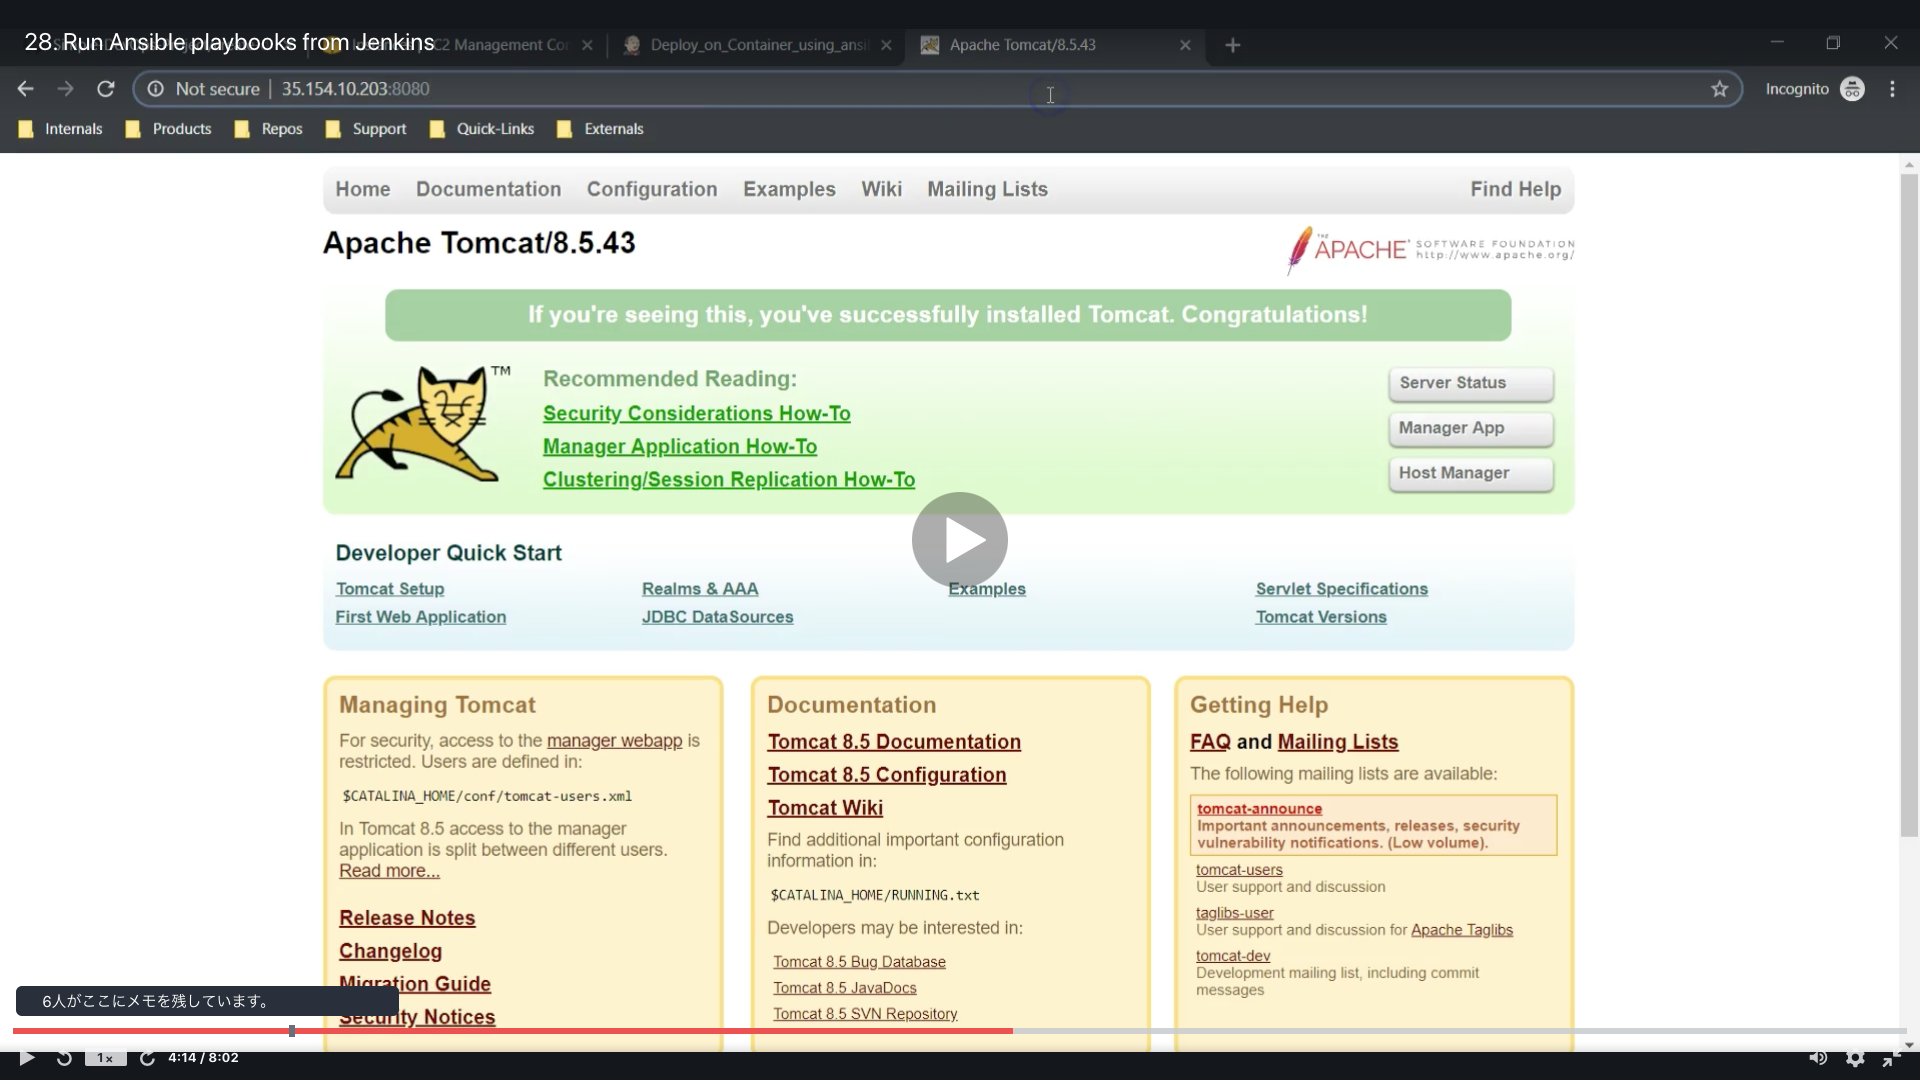 28. Run Ansible playbooks from Jenkins
C2 Management Con
Deploy_on_Container_using_ansi
Apache Tomcat/8.5.43
Not secure | 35.154.10.203:8080
Incognito
Internals Products Repos Support Quick-Links Externals
Home Documentation Configuration Examples Wiki Mailing Lists Find Help
Apache Tomcat/8.5.43
THE APACHE SOFTWARE FOUNDATION
http://www.apache.org/
If you're seeing this, you've successfully installed Tomcat. Congratulations!
TM
Recommended Reading:
Security Considerations How-To
Manager Application How-To
Clustering/Session Replication How-To
Server Status
Manager App
Host Manager
Developer Quick Start
Tomcat Setup
First Web Application
Realms & AAA
JDBC DataSources
Examples
Servlet Specifications
Tomcat Versions
Managing Tomcat
For security, access to the manager webapp is
restricted. Users are defined in:
$CATALINA_HOME/conf/tomcat-users.xml
In Tomcat 8.5 access to the manager
application is split between different users.
Read more...
Release Notes
Changelog
Migration Guide
Security Notices
Documentation
Tomcat 8.5 Documentation
Tomcat 8.5 Configuration
Tomcat Wiki
Find additional important configuration
information in:
$CATALINA_HOME/RUNNING.txt
Developers may be interested in:
Tomcat 8.5 Bug Database
Tomcat 8.5 JavaDocs
Tomcat 8.5 SVN Repository
Getting Help
FAQ and Mailing Lists
The following mailing lists are available:
tomcat-announce
Important announcements, releases, security
vulnerability notifications. (Low volume).
tomcat-users
User support and discussion
taglibs-user
User support and discussion for Apache Taglibs
tomcat-dev
Development mailing list, including commit
messages
6人がここにメモを残しています。
1x
4:14 / 8:02